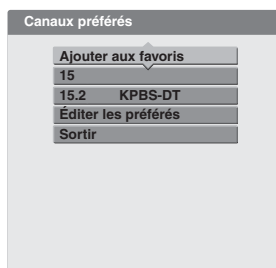 Canaux préférés
Ajouter aux favoris
15
15.2 KPBS-DT
Éditer les préférés
Sortir